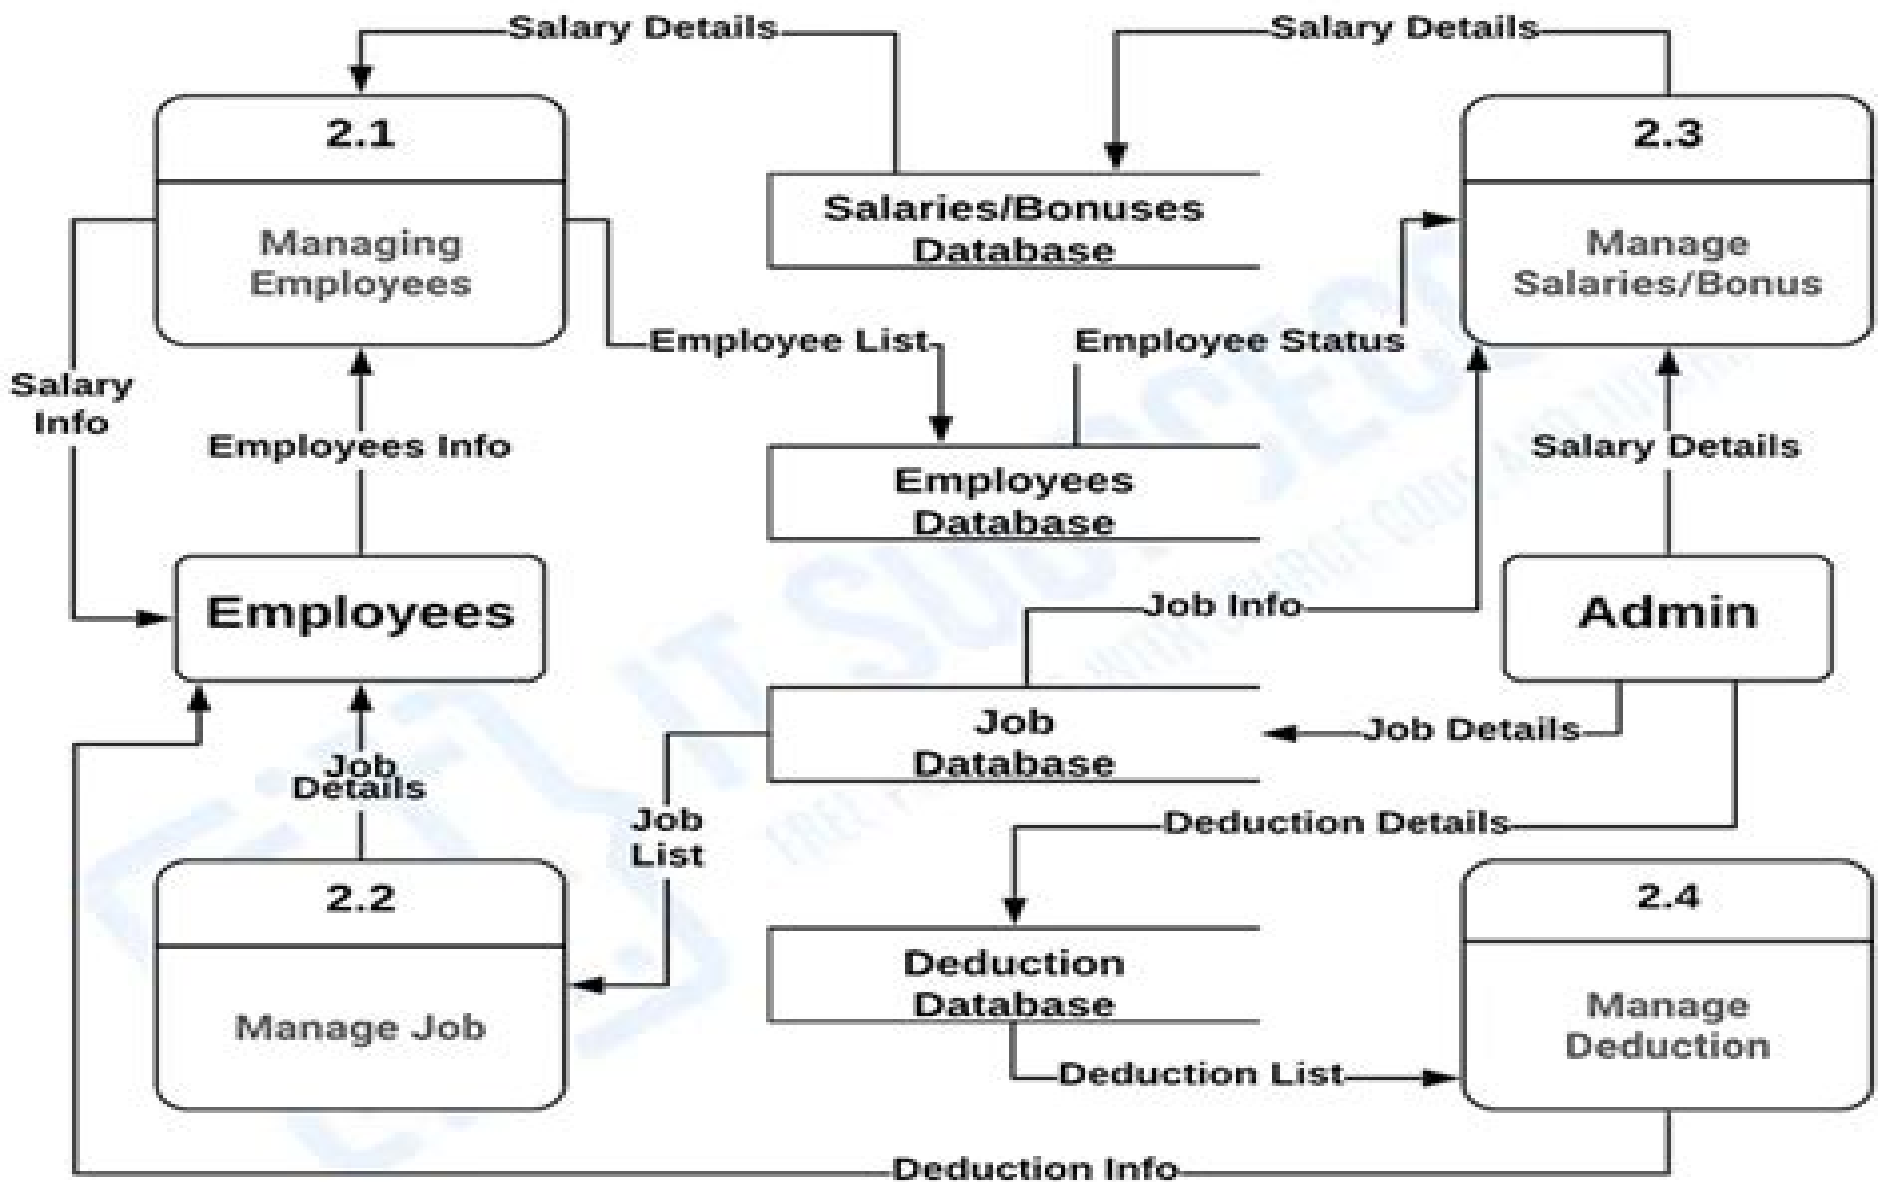 Salary Details
Salary Details
2.1
2.3
Salaries/Bonuses
Database
Managing
Employees
Manage
Salaries/Bonus
Employee List
Employee Status
Salary
Info
Employees Info
Salary Details
Employees
Database
Employees
Job Info
Admin
Job
Database
Job Details
Job
Details
Job
List
Deduction Details
2.2
2.4
Deduction
Database
Manage Job
Manage
Deduction
Deduction List
Deduction Info
IT SOURCECO